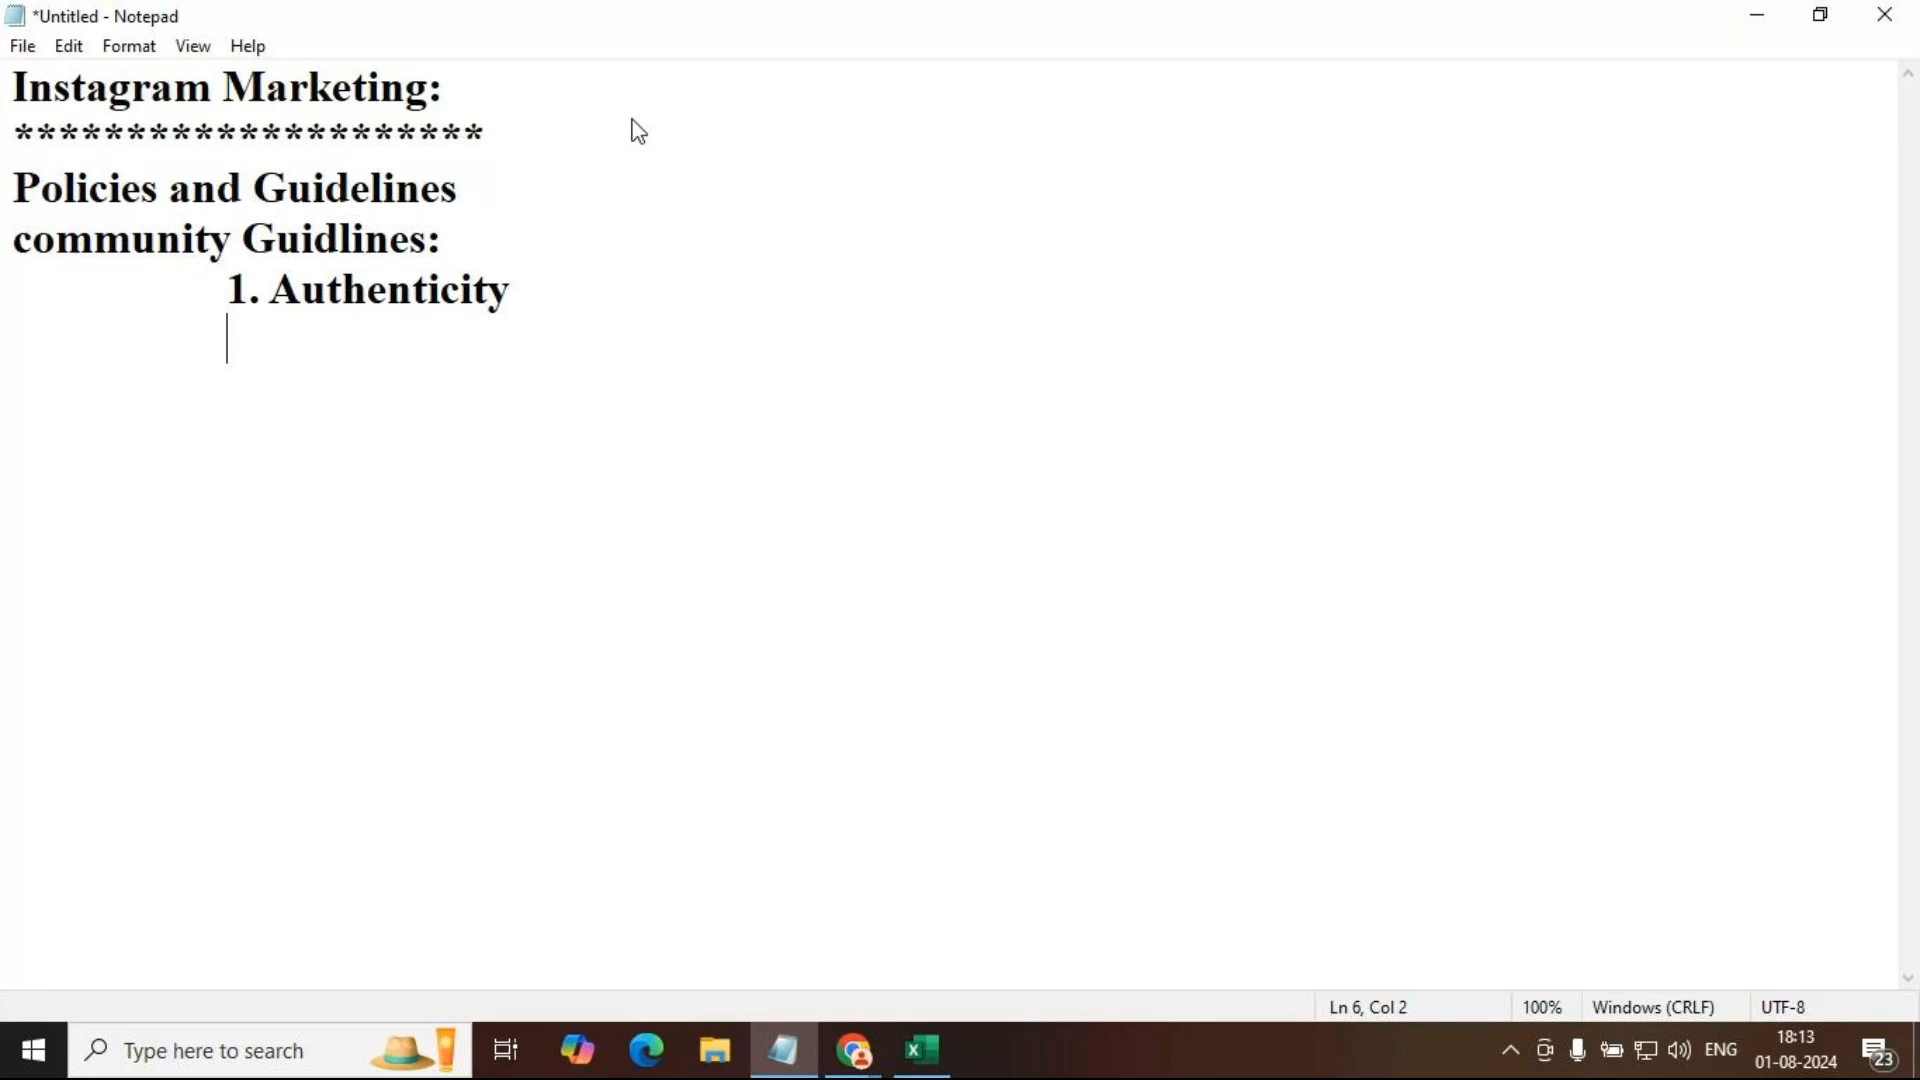 *Untitled - Notepad
File Edit Format View Help
Instagram Marketing:
*********************
Policies and Guidelines
community Guidlines:
1. Authenticity
Ln 6, Col 2 100% Windows (CRLF) UTF-8
Type here to search
ENG
18:13
01-08-2024
23